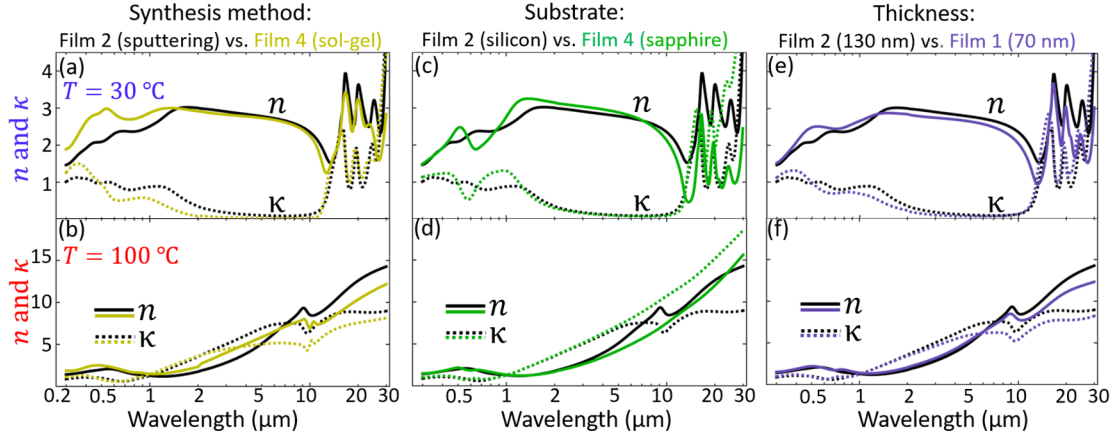 Synthesis method:
Substrate:
Thickness:
Film 2 (sputtering) vs. Film 4 (sol-gel)
Film 2 (silicon) vs. Film 4 (sapphire)
Film 2 (130 nm) vs. Film 1 (70 nm)
(a)
T = 30 °C
n
κ
n and κ
4
3
2
1
(c)
n
κ
(e)
n
κ
(b)
T = 100 °C
n
κ
n and κ
15
10
5
(d)
n
κ
(f)
n
κ
0.2 0.5 1 2 5 10 30
0.5 1 2 5 10 20 30
0.5 1 2 5 10 20 30
Wavelength (μm)
Wavelength (μm)
Wavelength (μm)